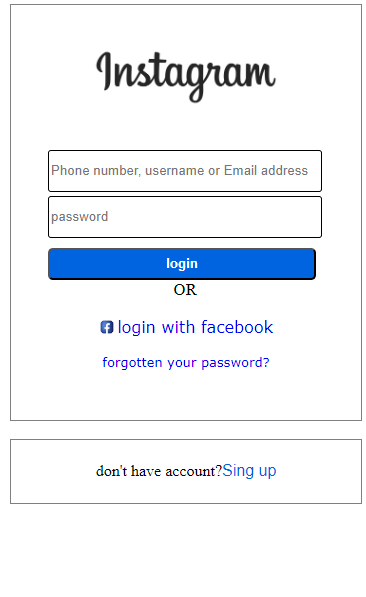 Instagram
Phone number, username or Email address
password
login
OR
login with facebook
forgotten your password?
don't have account?Sing up